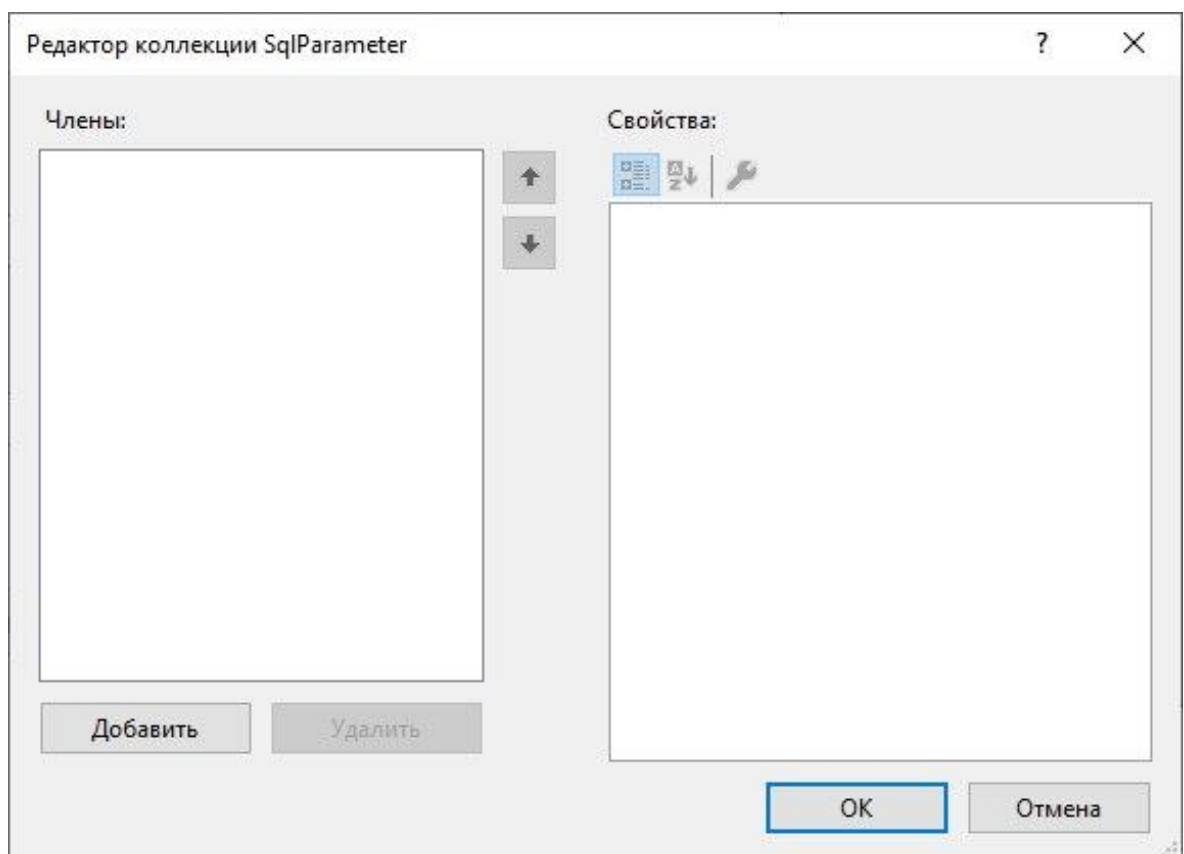 Редактор коллекции SqlParameter
?
Члены:
Свойства:
Добавить
Удалить
OK
Отмена